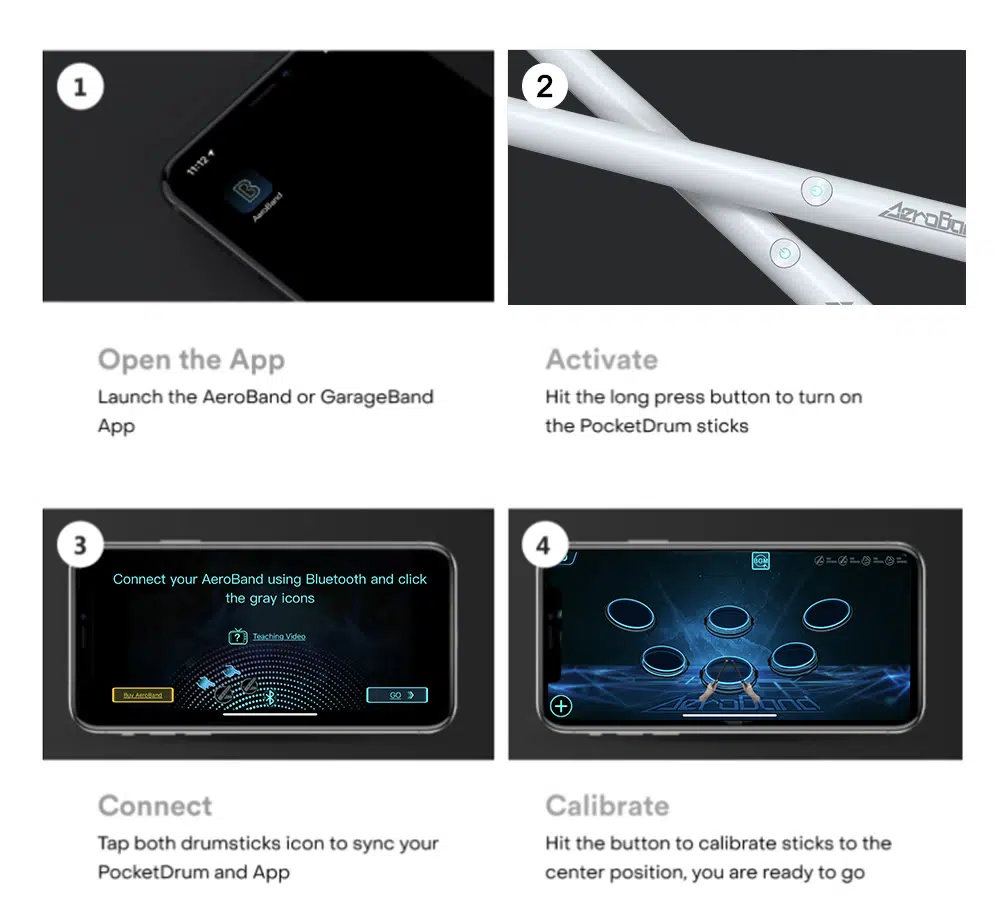 1
11:12
AeroBand
Open the App
Launch the AeroBand or GarageBand
App
2
AeroBan
Activate
Hit the long press button to turn on
the PocketDrum sticks
3
Connect your AeroBand using Bluetooth and click
the gray icons
?
Teaching Video
Buy AeroBand
GO
Connect
Tap both drumsticks icon to sync your
PocketDrum and App
4
BGM
AeroBand
Calibrate
Hit the button to calibrate sticks to the
center position, you are ready to go